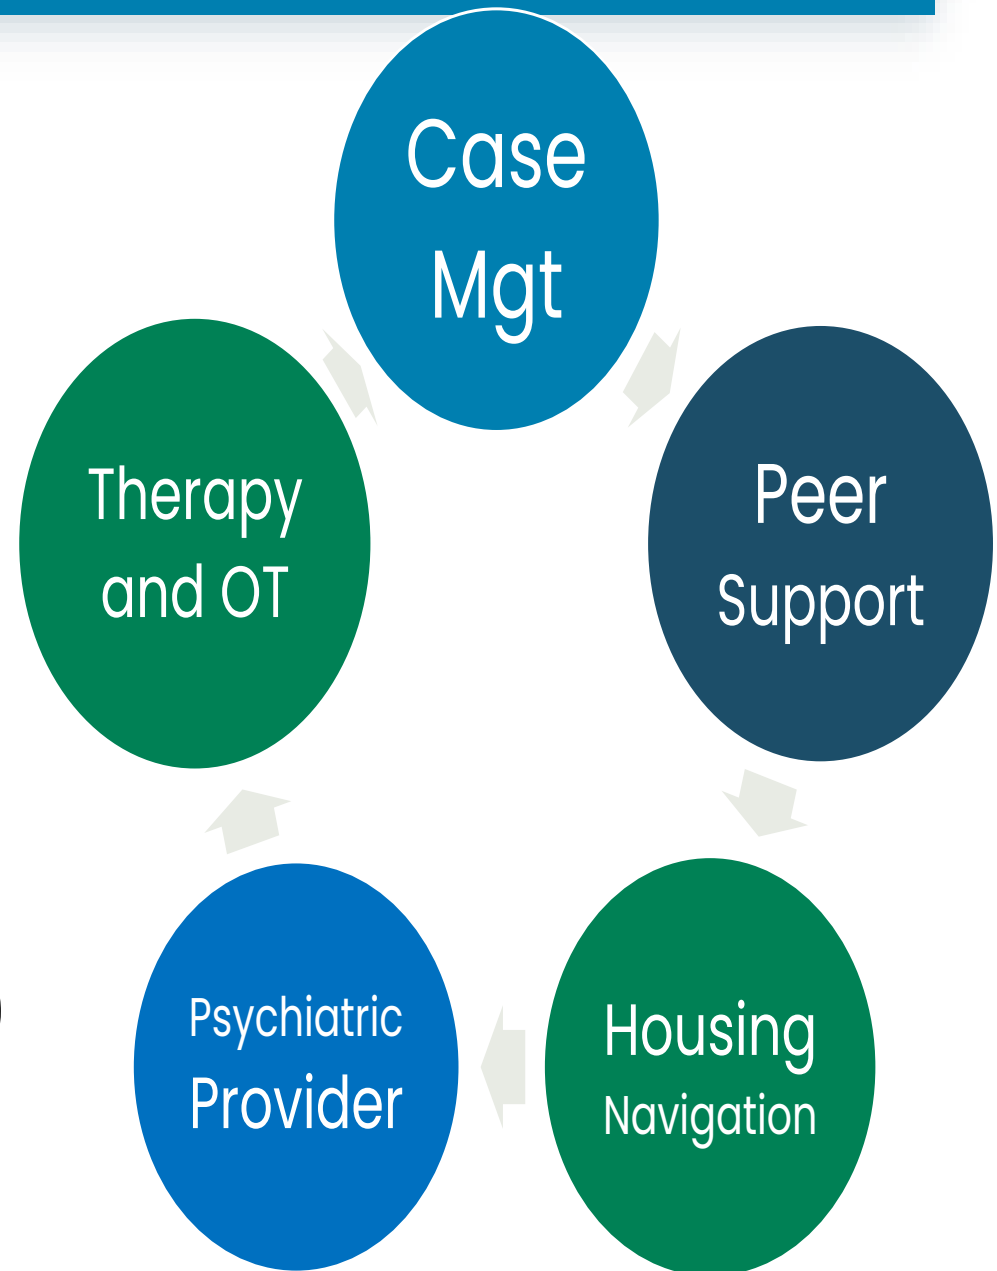 Case
Mgt
Peer
Support
Housing
Navigation
Psychiatric
Provider
Therapy
and OT